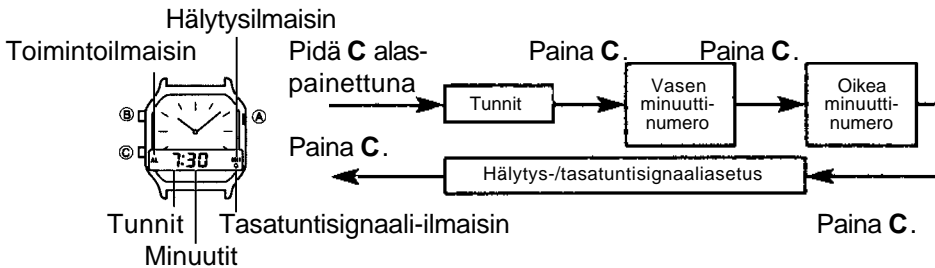 Hälytysilmaisin
Toimintoilmaisin
B
A
C
AL
7:30
Tunnit
Tasatuntisignaali-ilmaisin
Minuutit
Pidä C alas-
painettuna
Tunnit
Paina C.
Vasen
minuutti-
numero
Paina C.
Oikea
minuutti-
numero
Paina C.
Hälytys-/tasatuntisignaaliasetus
Paina C.